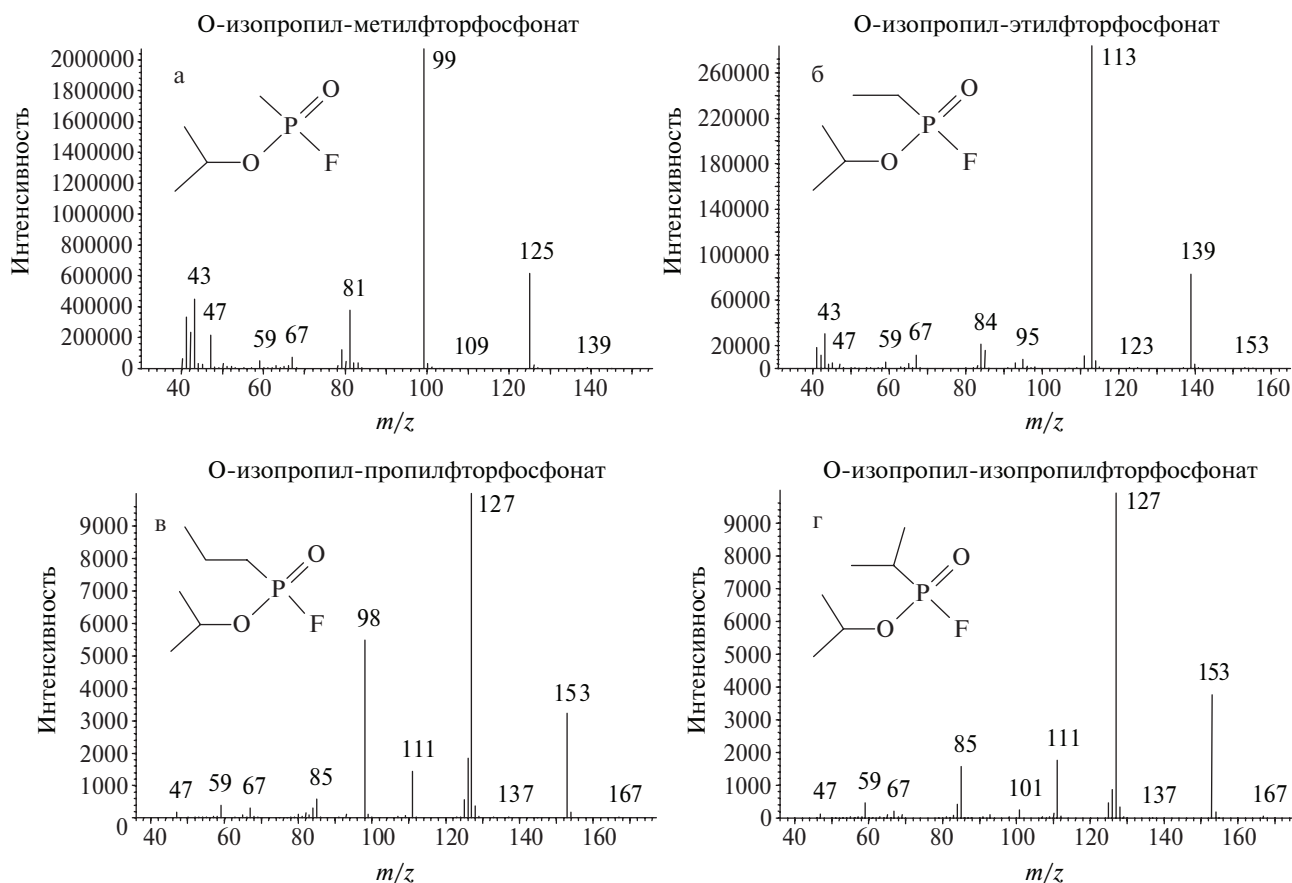 О-изопропил-метилфторфосфонат
а
Интенсивность
2000000
1800000
1600000
1400000
1200000
1000000
800000
600000
400000
200000
0
O
P
O
F
99
125
43
47
59
67
81
109
139
40 60 80 100 120 140
m/z
О-изопропил-этилфторфосфонат
б
Интенсивность
260000
220000
180000
140000
100000
60000
20000
0
O
P
O
F
113
139
43
47
59
67
84
95
123
153
40 60 80 100 120 140 160
m/z
О-изопропил-пропилфторфосфонат
в
Интенсивность
9000
8000
7000
6000
5000
4000
3000
2000
1000
0
O
P
O
F
127
98
153
47
59
67
85
111
137
167
40 60 80 100 120 140 160
m/z
О-изопропил-изопропилфторфосфонат
г
Интенсивность
9000
8000
7000
6000
5000
4000
3000
2000
1000
0
O
P
O
F
127
153
47
59
67
85
101
111
137
167
40 60 80 100 120 140 160
m/z